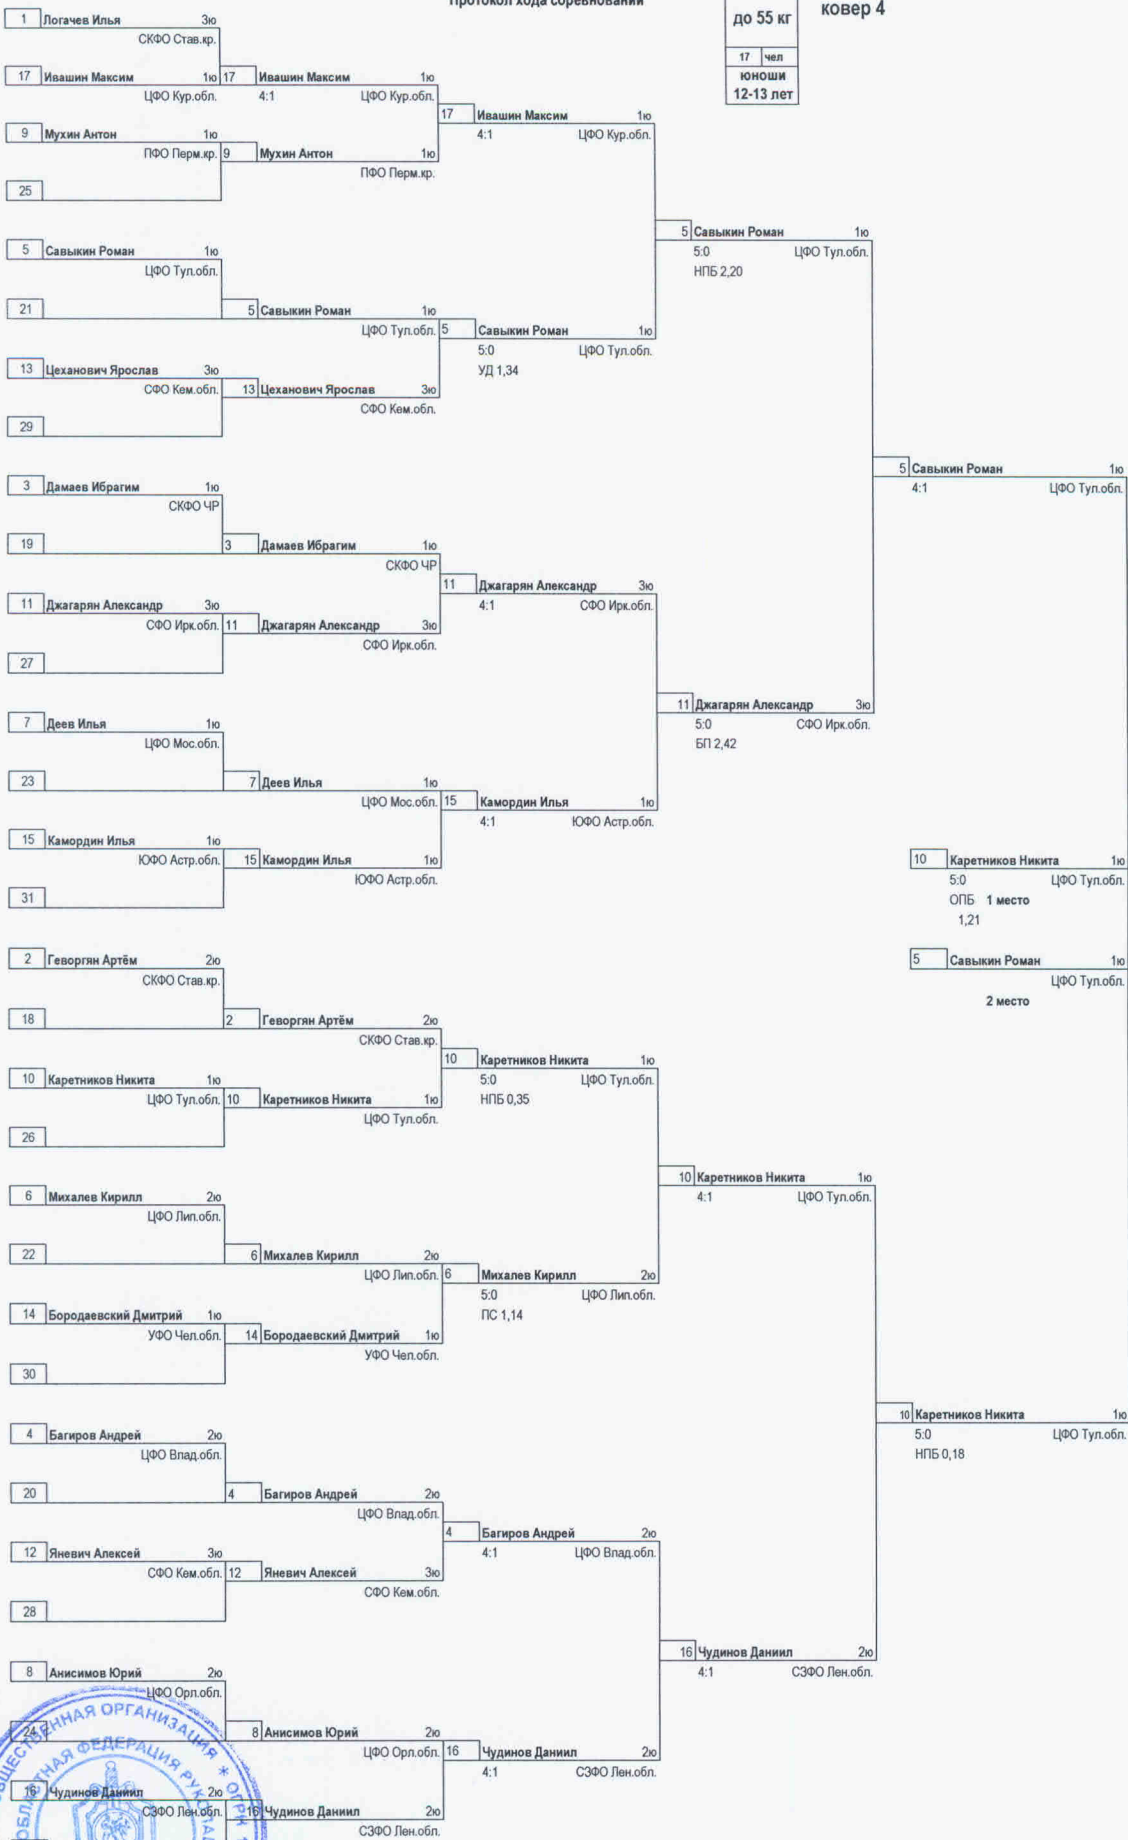 Протокол хода соревнований
до 55 кг
ковер 4
17 чел
юноши
12-13 лет
1 Логачев Илья 3ю
СКФО Став.кр.
17 Ивашин Максим 1ю
ЦФО Кур.обл.
17 Ивашин Максим 1ю
4:1 ЦФО Кур.обл.
9 Мухин Антон 1ю
ПФО Перм.кр.
9 Мухин Антон 1ю
ПФО Перм.кр.
25
17 Ивашин Максим 1ю
4:1 ЦФО Кур.обл.
5 Савыкин Роман 1ю
ЦФО Тул.обл.
21
5 Савыкин Роман 1ю
ЦФО Тул.обл.
13 Цеханович Ярослав 3ю
СФО Кем.обл.
13 Цеханович Ярослав 3ю
СФО Кем.обл.
29
5 Савыкин Роман 1ю
5:0 ЦФО Тул.обл.
УД 1,34
5 Савыкин Роман 1ю
5:0 ЦФО Тул.обл.
НПБ 2,20
3 Дамаев Ибрагим 1ю
СКФО ЧР
19
3 Дамаев Ибрагим 1ю
СКФО ЧР
11 Джагарян Александр 3ю
СФО Ирк.обл.
11 Джагарян Александр 3ю
СФО Ирк.обл.
27
11 Джагарян Александр 3ю
4:1 СФО Ирк.обл.
7 Деев Илья 1ю
ЦФО Мос.обл.
23
7 Деев Илья 1ю
ЦФО Мос.обл.
15 Камордин Илья 1ю
ЮФО Астр.обл.
15 Камордин Илья 1ю
ЮФО Астр.обл.
31
15 Камордин Илья 1ю
4:1 ЮФО Астр.обл.
11 Джагарян Александр 3ю
5:0 СФО Ирк.обл.
БП 2,42
5 Савыкин Роман 1ю
4:1 ЦФО Тул.обл.
10 Каретников Никита 1ю
5:0 ЦФО Тул.обл.
ОПБ 1 место
1,21
5 Савыкин Роман 1ю
ЦФО Тул.обл.
2 место
2 Геворгян Артём 2ю
СКФО Став.кр.
18
2 Геворгян Артём 2ю
СКФО Став.кр.
10 Каретников Никита 1ю
ЦФО Тул.обл.
10 Каретников Никита 1ю
ЦФО Тул.обл.
26
10 Каретников Никита 1ю
5:0 ЦФО Тул.обл.
НПБ 0,35
6 Михалев Кирилл 2ю
ЦФО Лип.обл.
22
6 Михалев Кирилл 2ю
ЦФО Лип.обл.
14 Бородаевский Дмитрий 1ю
УФО Чел.обл.
14 Бородаевский Дмитрий 1ю
УФО Чел.обл.
30
6 Михалев Кирилл 2ю
5:0 ЦФО Лип.обл.
ПС 1,14
10 Каретников Никита 1ю
4:1 ЦФО Тул.обл.
4 Багиров Андрей 2ю
ЦФО Влад.обл.
20
4 Багиров Андрей 2ю
ЦФО Влад.обл.
12 Яневич Алексей 3ю
СФО Кем.обл.
12 Яневич Алексей 3ю
СФО Кем.обл.
28
4 Багиров Андрей 2ю
4:1 ЦФО Влад.обл.
8 Анисимов Юрий 2ю
ЦФО Орл.обл.
24
8 Анисимов Юрий 2ю
ЦФО Орл.обл.
16 Чудинов Даниил 2ю
СЗФО Лен.обл.
16 Чудинов Даниил 2ю
СЗФО Лен.обл.
16 Чудинов Даниил 2ю
4:1 СЗФО Лен.обл.
16 Чудинов Даниил 2ю
4:1 СЗФО Лен.обл.
10 Каретников Никита 1ю
5:0 ЦФО Тул.обл.
НПБ 0,18
ОРГАНИЗАЦИЯ * ОГРН
ФЕДЕРАЦИЯ